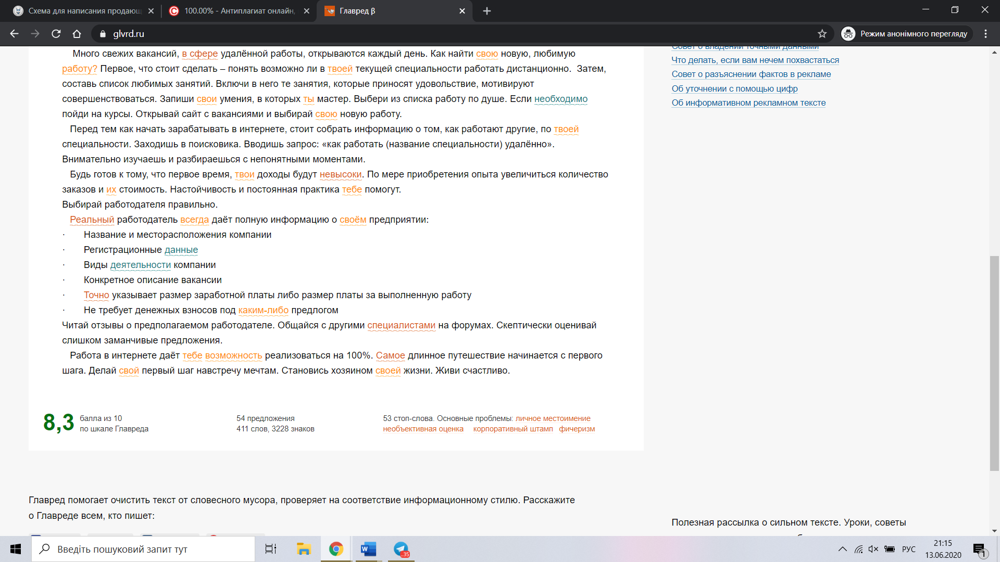 Схема для написания продающ
100.00% - Антиплагиат онлайн,
Главред β
glvrd.ru
Режим анонімного перегляду
Много свежих вакансий, в сфере удалённой работы, открываются каждый день. Как найти свою новую, любимую
работу? Первое, что стоит сделать – понять возможно ли в твоей текущей специальности работать дистанционно.  Затем,
составь список любимых занятий. Включи в него те занятия, которые приносят удовольствие, мотивируют
совершенствоваться. Запиши свои умения, в которых ты мастер. Выбери из списка работу по душе. Если необходимо
пойди на курсы. Открывай сайт с вакансиями и выбирай свою новую работу.
Перед тем как начать зарабатывать в интернете, стоит собрать информацию о том, как работают другие, по твоей
специальности. Заходишь в поисковика. Вводишь запрос: «как работать (название специальности) удалённо».
Внимательно изучаешь и разбираешься с непонятными моментами.
Будь готов к тому, что первое время, твои доходы будут невысоки. По мере приобретения опыта увеличиться количество
заказов и их стоимость. Настойчивость и постоянная практика тебе помогут.
Выбирай работодателя правильно.
Реальный работодатель всегда даёт полную информацию о своём предприятии:
· Название и месторасположения компании
· Регистрационные данные
· Виды деятельности компании
· Конкретное описание вакансии
· Точно указывает размер заработной платы либо размер платы за выполненную работу
· Не требует денежных взносов под каким-либо предлогом
Читай отзывы о предполагаемом работодателе. Общайся с другими специалистами на форумах. Скептически оценивай
слишком заманчивые предложения.
Работа в интернете даёт тебе возможность реализоваться на 100%. Самое длинное путешествие начинается с первого
шага. Делай свой первый шаг навстречу мечтам. Становись хозяином своей жизни. Живи счастливо.
8,3 балла из 10
по шкале Главреда
54 предложения
411 слов, 3228 знаков
53 стоп-слова. Основные проблемы: личное местоимение
необъективная оценка корпоративный штамп фичеризм
Совет о владении точными данными
Что делать, если вам нечем похвастаться
Совет о разъяснении фактов в рекламе
Об уточнении с помощью цифр
Об информативном рекламном тексте
Главред помогает очистить текст от словесного мусора, проверяет на соответствие информационному стилю. Расскажите
о Главреде всем, кто пишет:
Полезная рассылка о сильном тексте. Уроки, советы
Введіть пошуковий запит тут
..35
РУС
21:15
13.06.2020
1